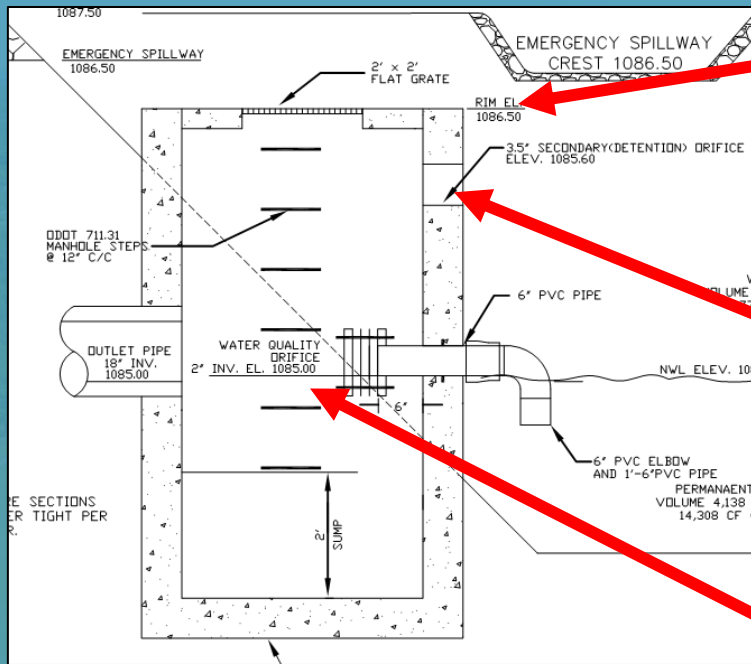 1087.50
EMERGENCY SPILLWAY
1086.50
2' x 2'
FLAT GRATE
EMERGENCY SPILLWAY
CREST 1086.50
RIM EL.
1086.50
3.5" SECONDARY(DETENTION) ORIFICE
ELEV. 1085.60
ODOT 711.31
MANHOLE STEPS
@ 12" C/C
6" PVC PIPE
OUTLET PIPE
18" INV.
1085.00
WATER QUALITY
ORIFICE
2" INV. EL. 1085.00
NWL ELEV.
6"
6" PVC ELBOW
AND 1'-6"PVC PIPE
PERMANAENT
VOLUME 4,138
14,308 CF
SECTIONS
TIGHT PER
2'
SUMP